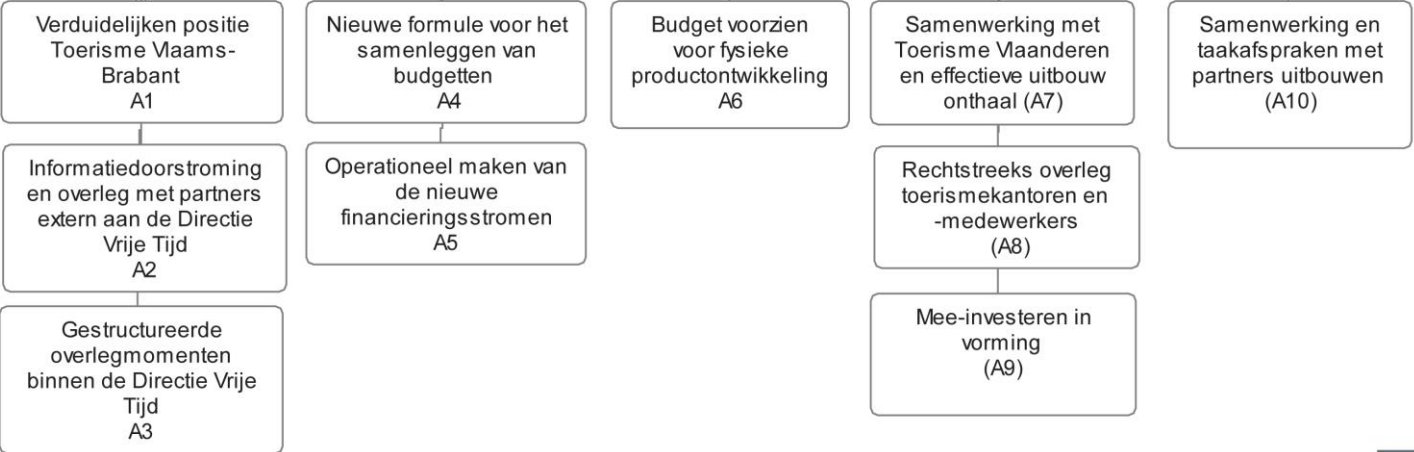 Verduidelijken positie
Toerisme Vlaams-
Brabant
A1
Informatiedoorstroming
en overleg met partners
extern aan de Directie
Vrije Tijd
A2
Gestructureerde
overlegmomenten
binnen de Directie Vrije
Tijd
A3
Nieuwe formule voor het
samenleggen van
budgetten
A4
Operationeel maken van
de nieuwe
financieringsstromen
A5
Budget voorzien
voor fysieke
productontwikkeling
A6
Samenwerking met
Toerisme Vlaanderen
en effectieve uitbouw
onthaal (A7)
Rechtstreeks overleg
toerismekantoren en
-medewerkers
(A8)
Mee-investeren in
vorming
(A9)
Samenwerking en
taakafspraken met
partners uitbouwen
(A10)